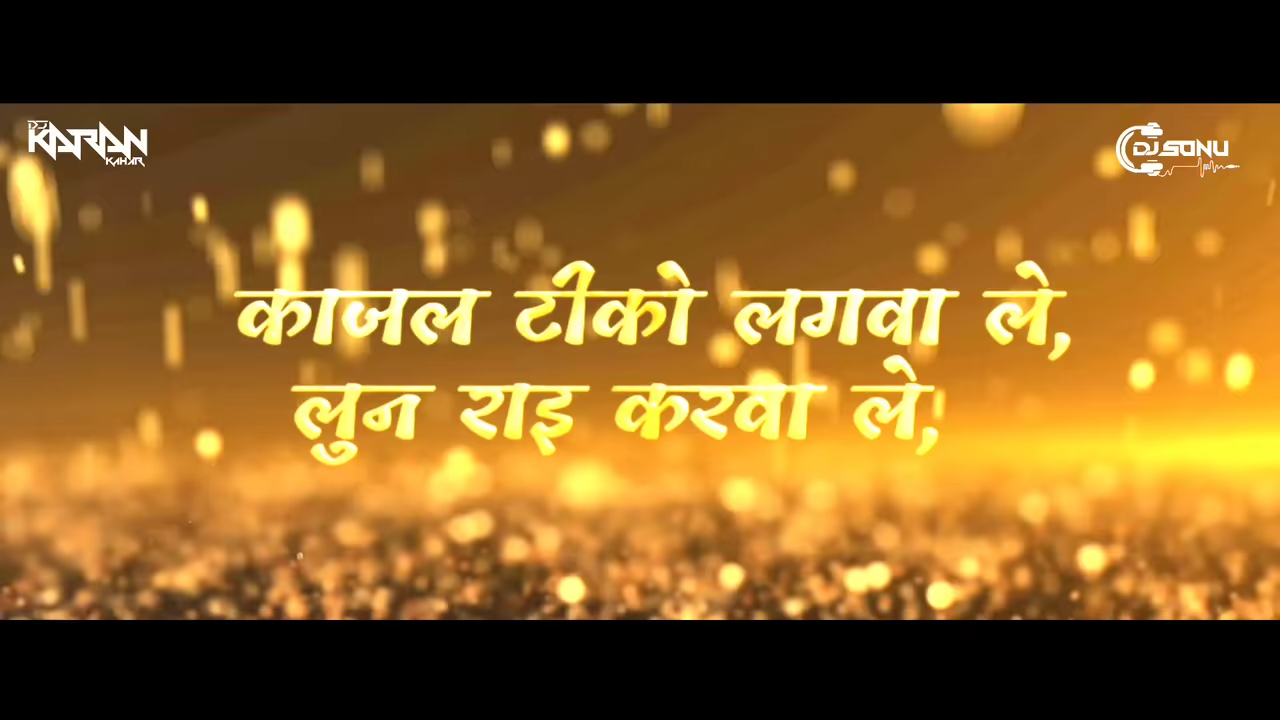 DJ
KARAN
KAHAR
DJ SONU
काजल टीको लगवा ले,
लुन राइ करवा ले,